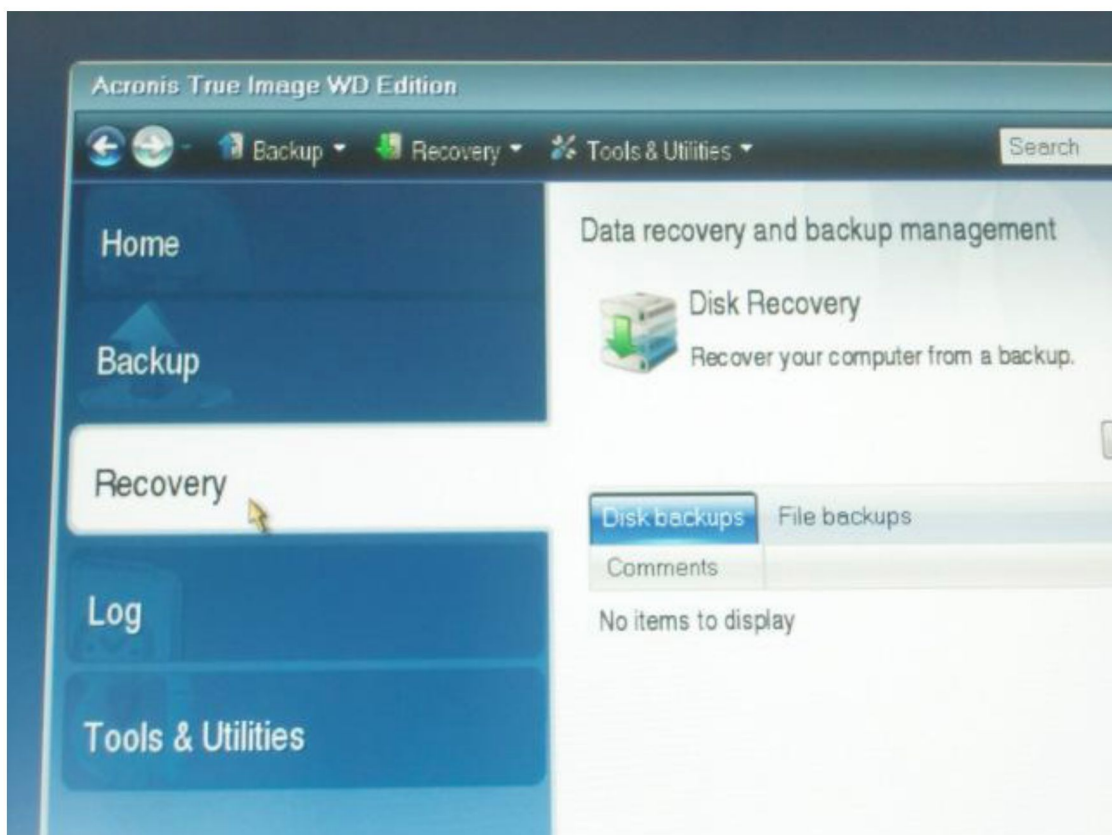 Acronis True Image WD Edition
Backup Recovery Tools & Utilities Search
Home
Backup
Recovery
Log
Tools & Utilities
Data recovery and backup management
Disk Recovery
Recover your computer from a backup.
Disk backups File backups
Comments
No items to display